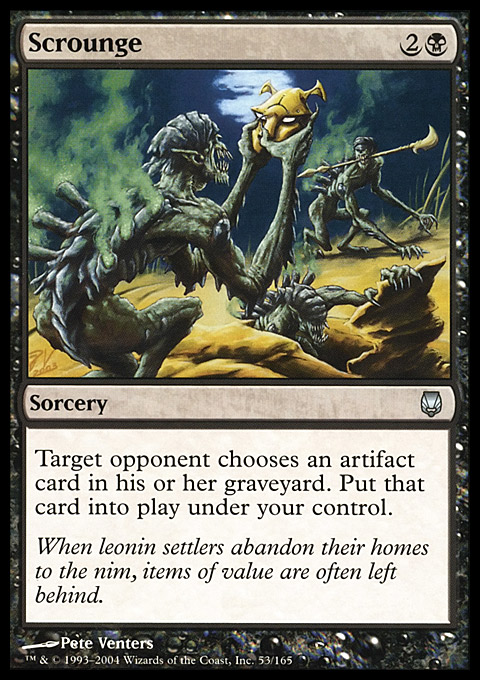 Scrounge 2
Sorcery
Target opponent chooses an artifact
card in his or her graveyard. Put that
card into play under your control.
When leonin settlers abandon their homes
to the nim, items of value are often left
behind.
Pete Venters
™ & © 1993–2004 Wizards of the Coast, Inc. 53/165